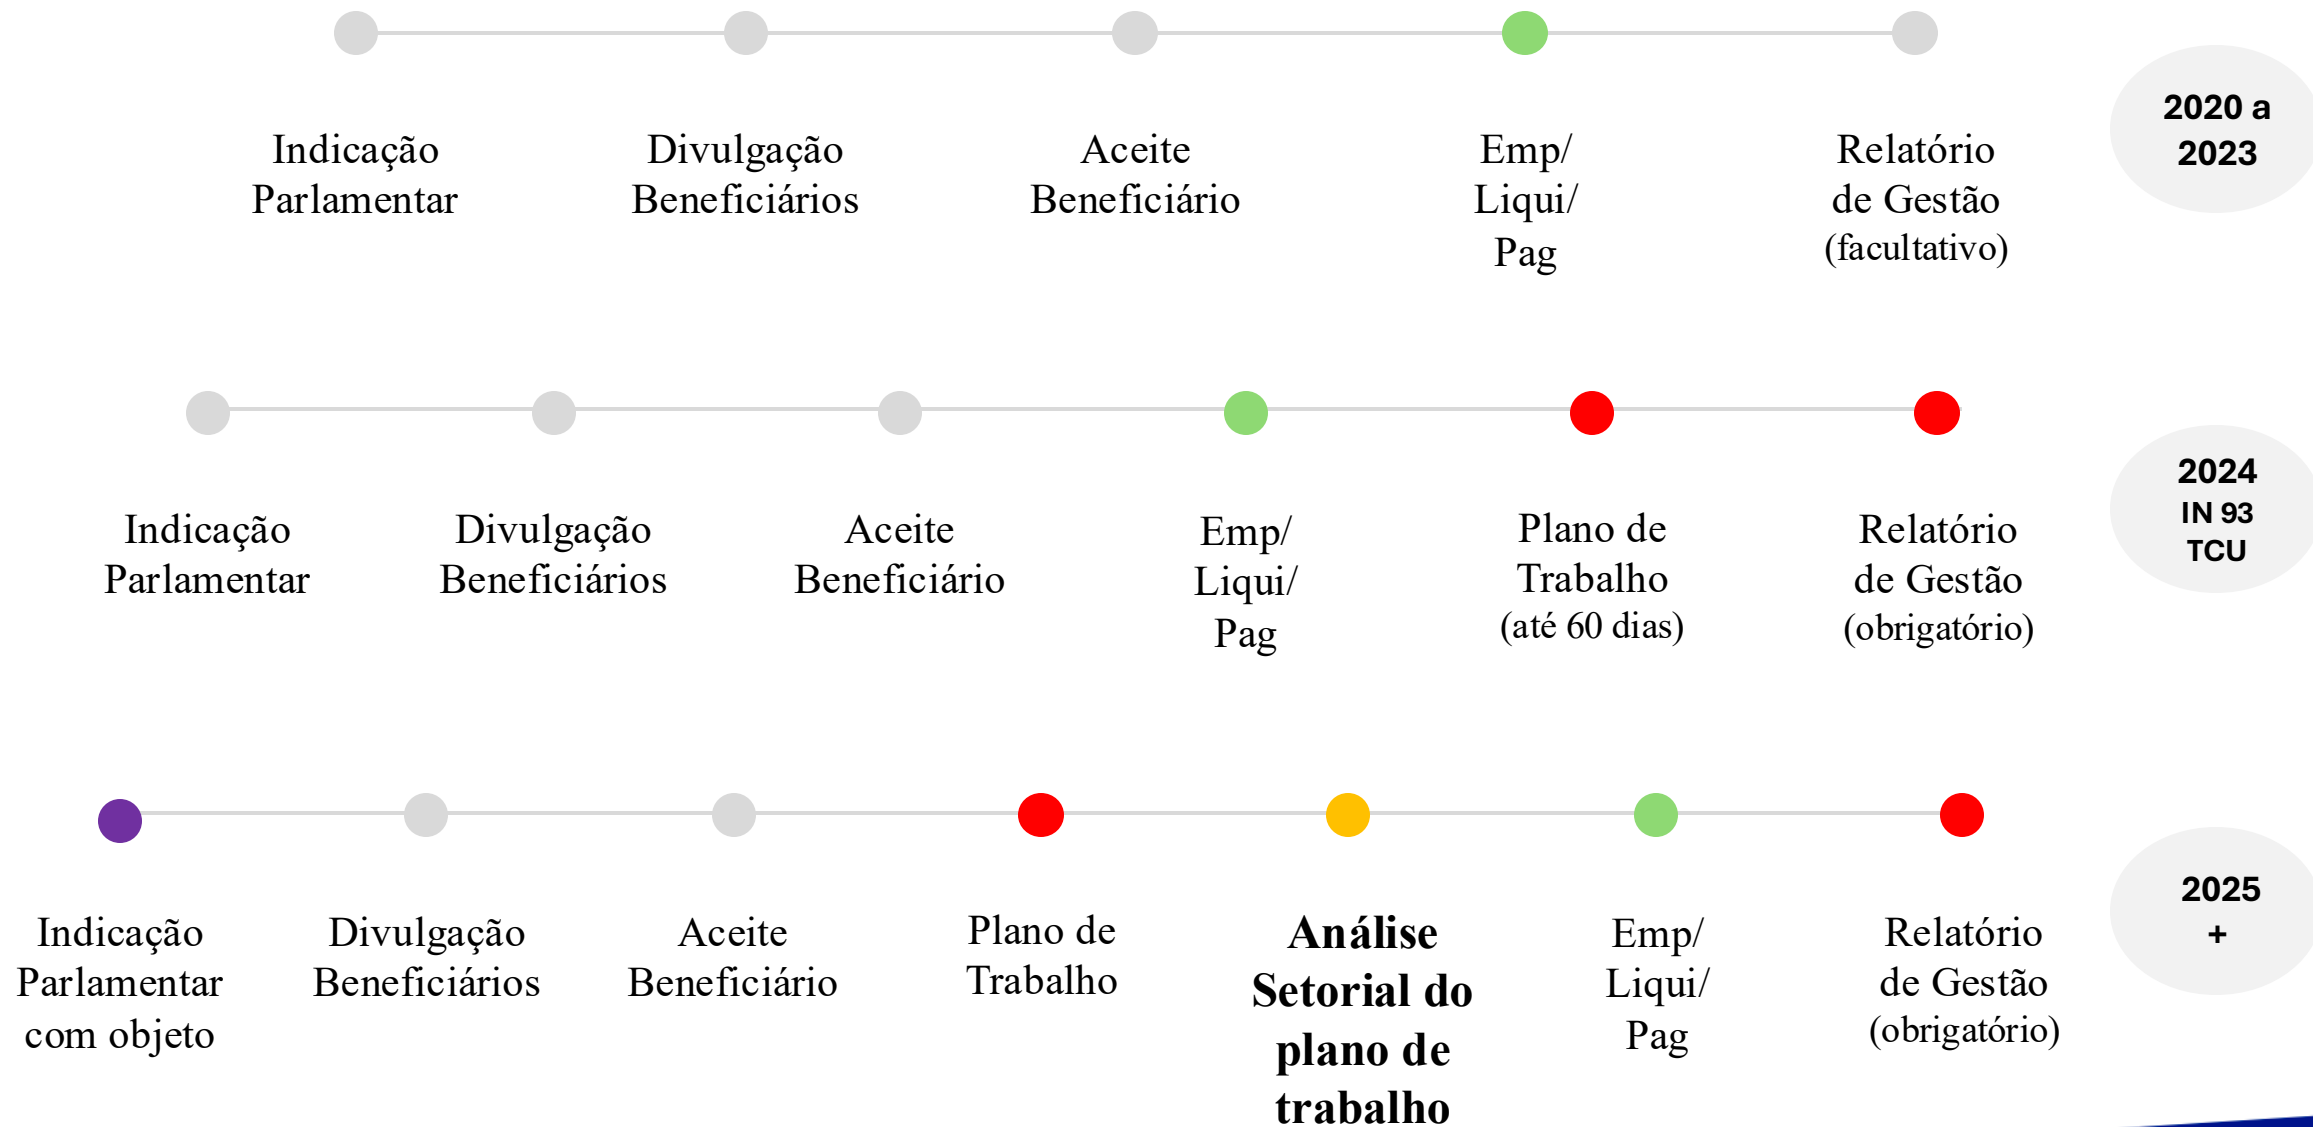 Indicação
Parlamentar
Divulgação
Beneficiários
Aceite
Beneficiário
Emp/
Liqui/
Pag
Relatório
de Gestão
(facultativo)
2020 a
2023
Indicação
Parlamentar
Divulgação
Beneficiários
Aceite
Beneficiário
Emp/
Liqui/
Pag
Plano de
Trabalho
(até 60 dias)
Relatório
de Gestão
(obrigatório)
2024
IN 93
TCU
Indicação
Parlamentar
com objeto
Divulgação
Beneficiários
Aceite
Beneficiário
Plano de
Trabalho
Análise
Setorial do
plano de
trabalho
Emp/
Liqui/
Pag
Relatório
de Gestão
(obrigatório)
2025
+